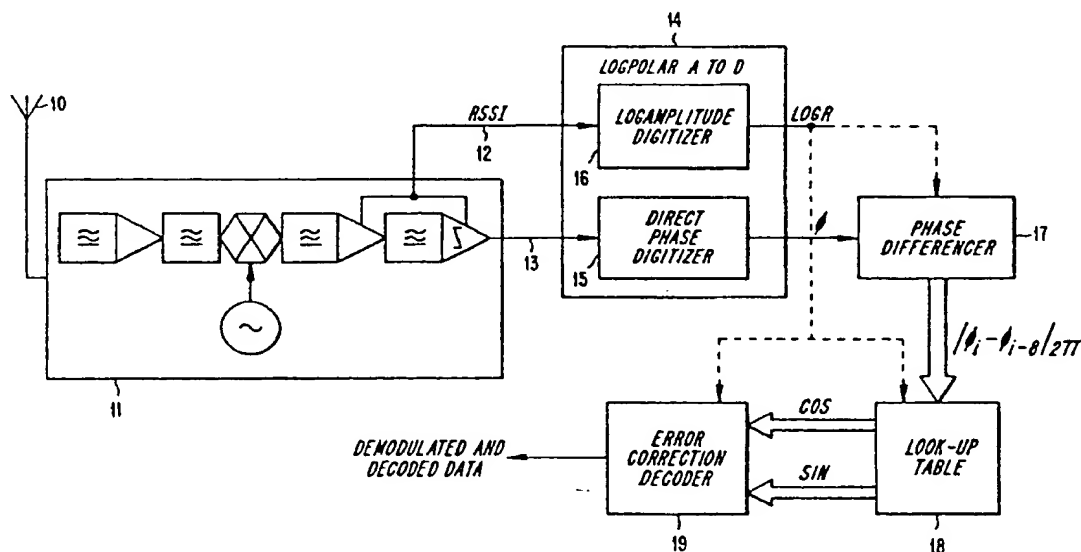 14
10
LOGPOLAR A TO D
RSSI
12
LOGAMPLITUDE
DIGITIZER
16
LOGR
13
DIRECT
PHASE
DIGITIZER
15
ϕ
PHASE
DIFFERENCER
17
/ϕi-ϕi-8/2TT
11
DEMODULATED AND
DECODED DATA
ERROR
CORRECTION
DECODER
19
COS
SIN
LOOK-UP
TABLE
18